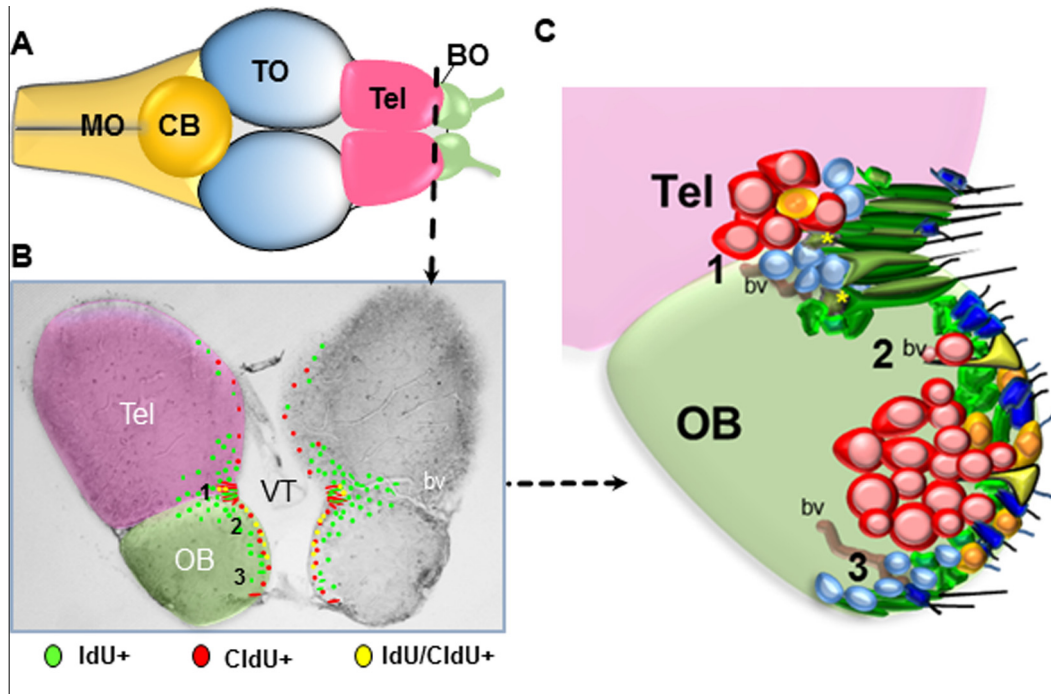 A
BO
TO
Tel
MO CB
B
Tel
bv
1
VT
2
OB
3
IdU+ CldU+ IdU/CldU+
C
Tel
*
1
bv
*
2
bv
OB
bv
3